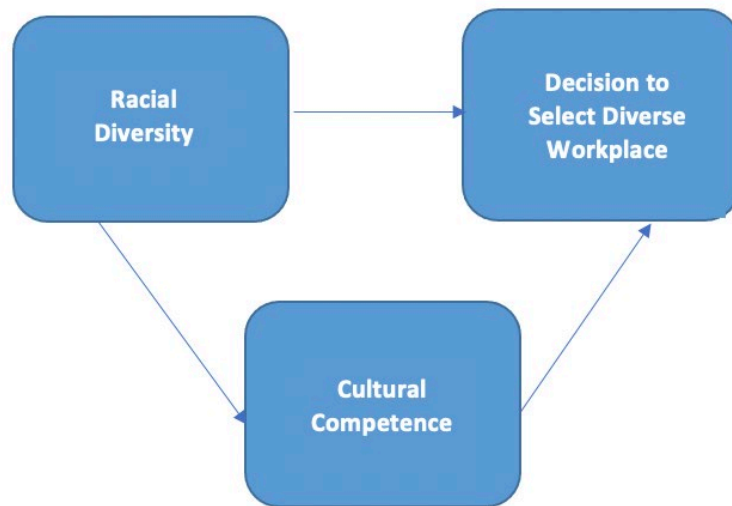 Racial
Diversity
Decision to
Select Diverse
Workplace
Cultural
Competence